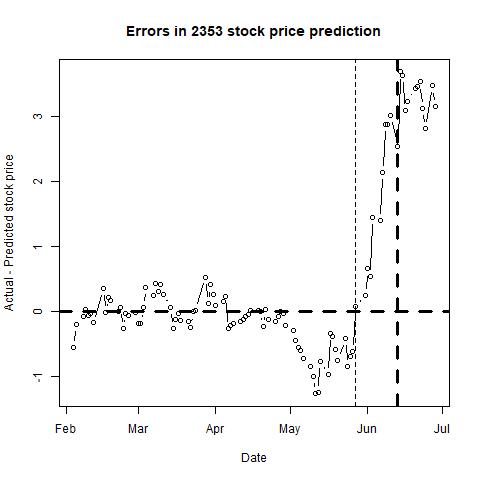 Errors in 2353 stock price prediction
Actual - Predicted stock price
3
2
1
0
-1
Feb Mar Apr May Jun Jul
Date